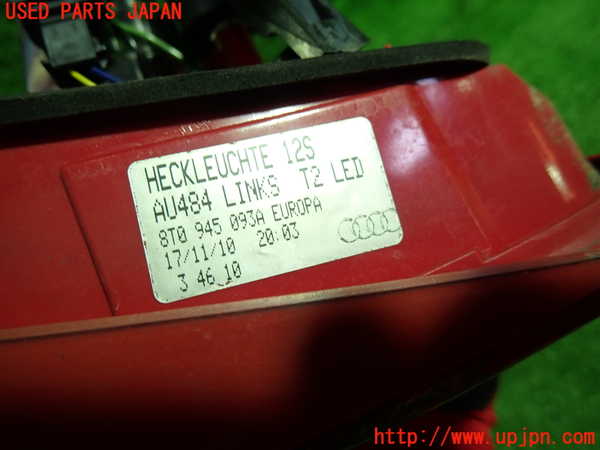 USED PARTS JAPAN
HECKLEUCHTE 12S
AU484 LINKS T2 LED
8T0 945 093A EUROPA
17/11/10 20:03
3 46 10
http://www.upjpn.com